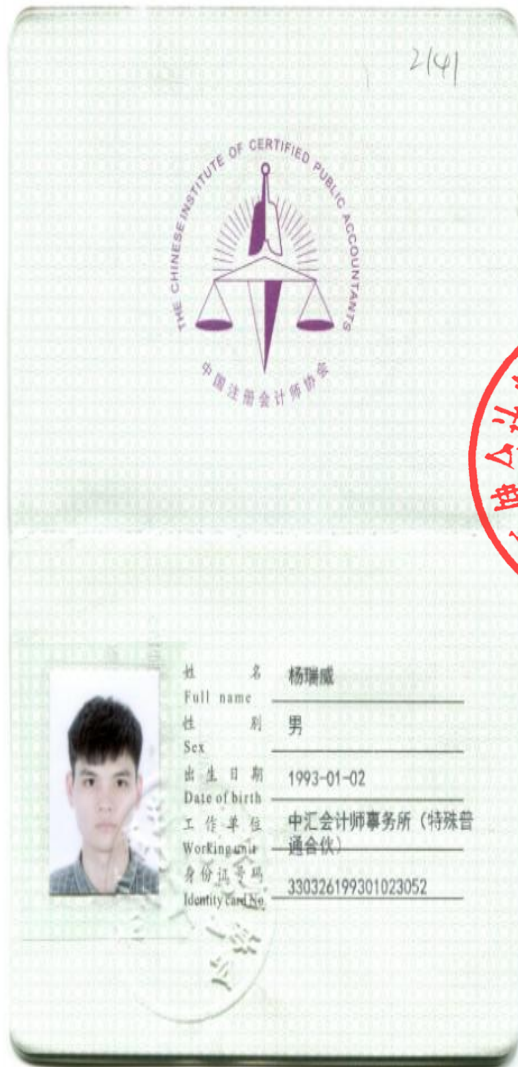 2141
THE CHINESE INSTITUTE OF CERTIFIED PUBLIC ACCOUNTANTS
中国注册会计师协会
姓 名 杨瑞威
Full name
性 别 男
Sex
出生日期 1993-01-02
Date of birth
工作单位 中汇会计师事务所（特殊普
Working unit 通合伙）
身份证号码 330326199301023052
Identity card No.